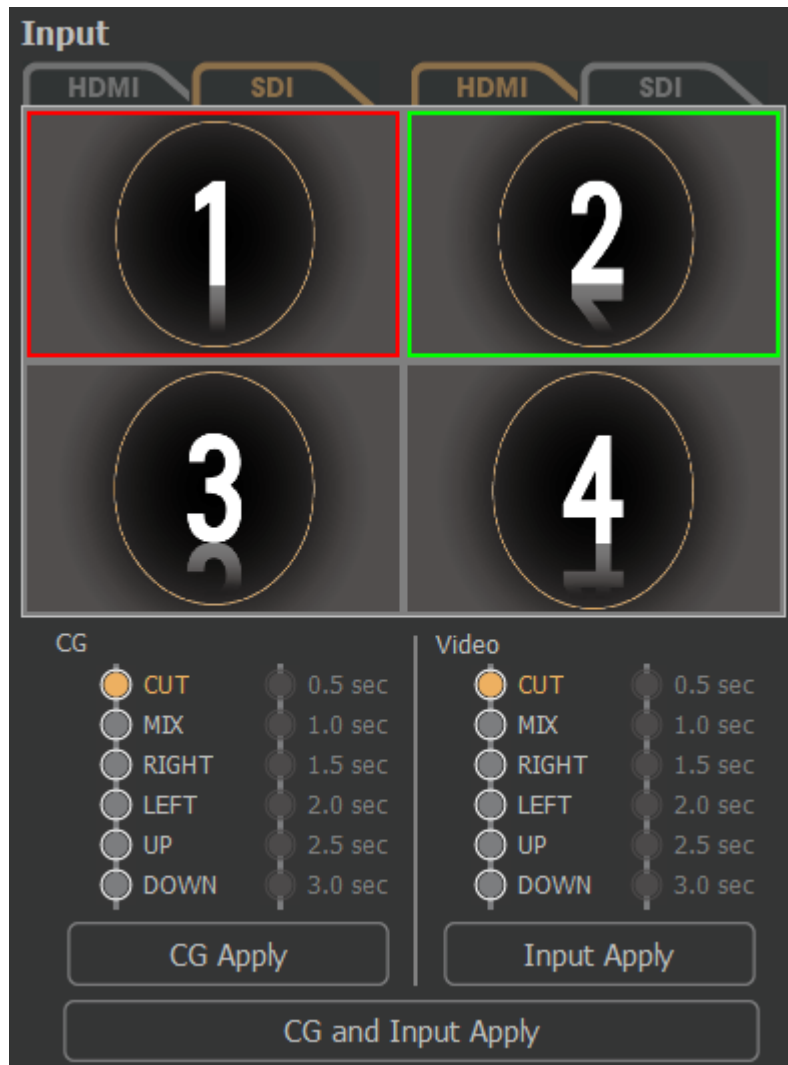 Input
HDMI SDI HDMI SDI
1 2
3 4
CG Video
CUT 0.5 sec CUT 0.5 sec
MIX 1.0 sec MIX 1.0 sec
RIGHT 1.5 sec RIGHT 1.5 sec
LEFT 2.0 sec LEFT 2.0 sec
UP 2.5 sec UP 2.5 sec
DOWN 3.0 sec DOWN 3.0 sec
CG Apply Input Apply
CG and Input Apply